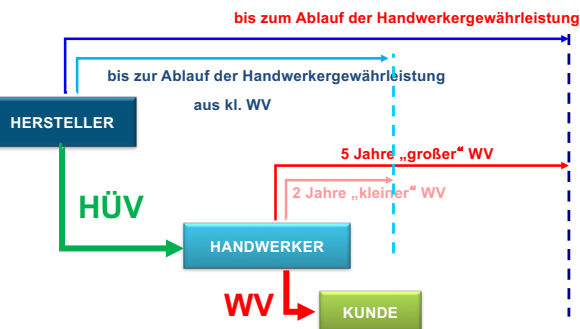 bis zum Ablauf der Handwerkergewährleistung
bis zur Ablauf der Handwerkergewährleistung
aus kl. WV
HERSTELLER
5 Jahre „großer“ WV
2 Jahre „kleiner“ WV
HÜV
HANDWERKER
WV
KUNDE